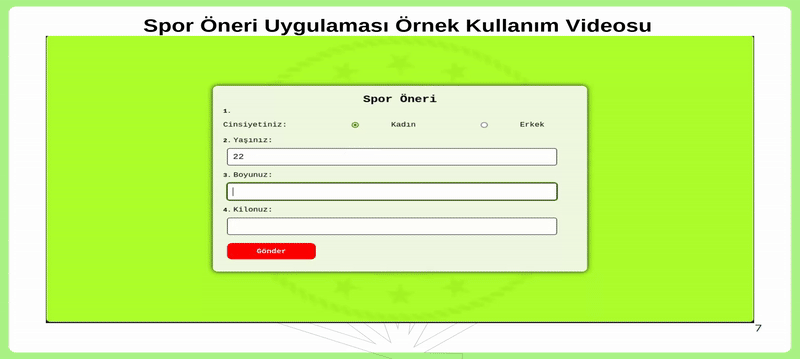 Spor Öneri Uygulaması Örnek Kullanım Videosu
Spor Öneri
1.
Cinsiyetiniz: Kadın Erkek
2. Yaşınız:
22
3. Boyunuz:
4. Kilonuz:
Gönder
7